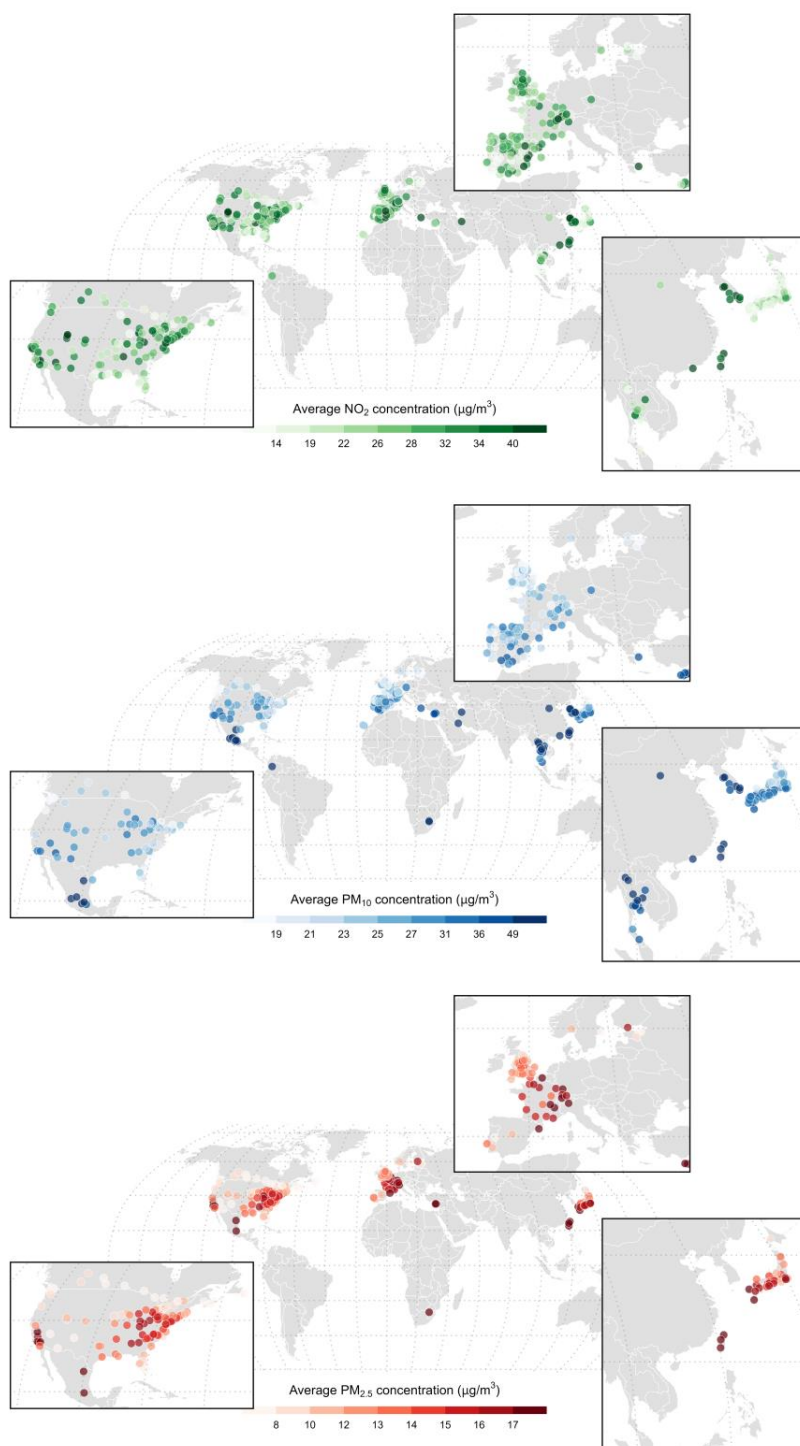 Average NO₂ concentration (μg/m³)
14 19 22 26 28 32 34 40
Average PM₁₀ concentration (μg/m³)
19 21 23 25 27 31 36 49
Average PM₂.₅ concentration (μg/m³)
8 10 12 13 14 15 16 17